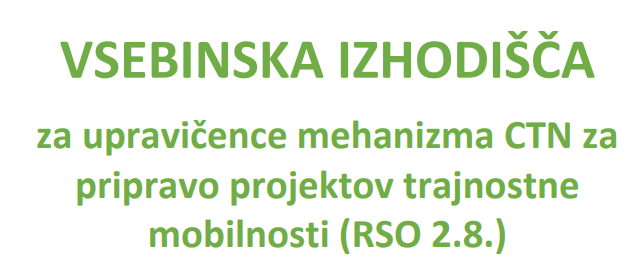 VSEBINSKA IZHODIŠČA
za upravičence mehanizma CTN za
pripravo projektov trajnostne
mobilnosti (RSO 2.8.)